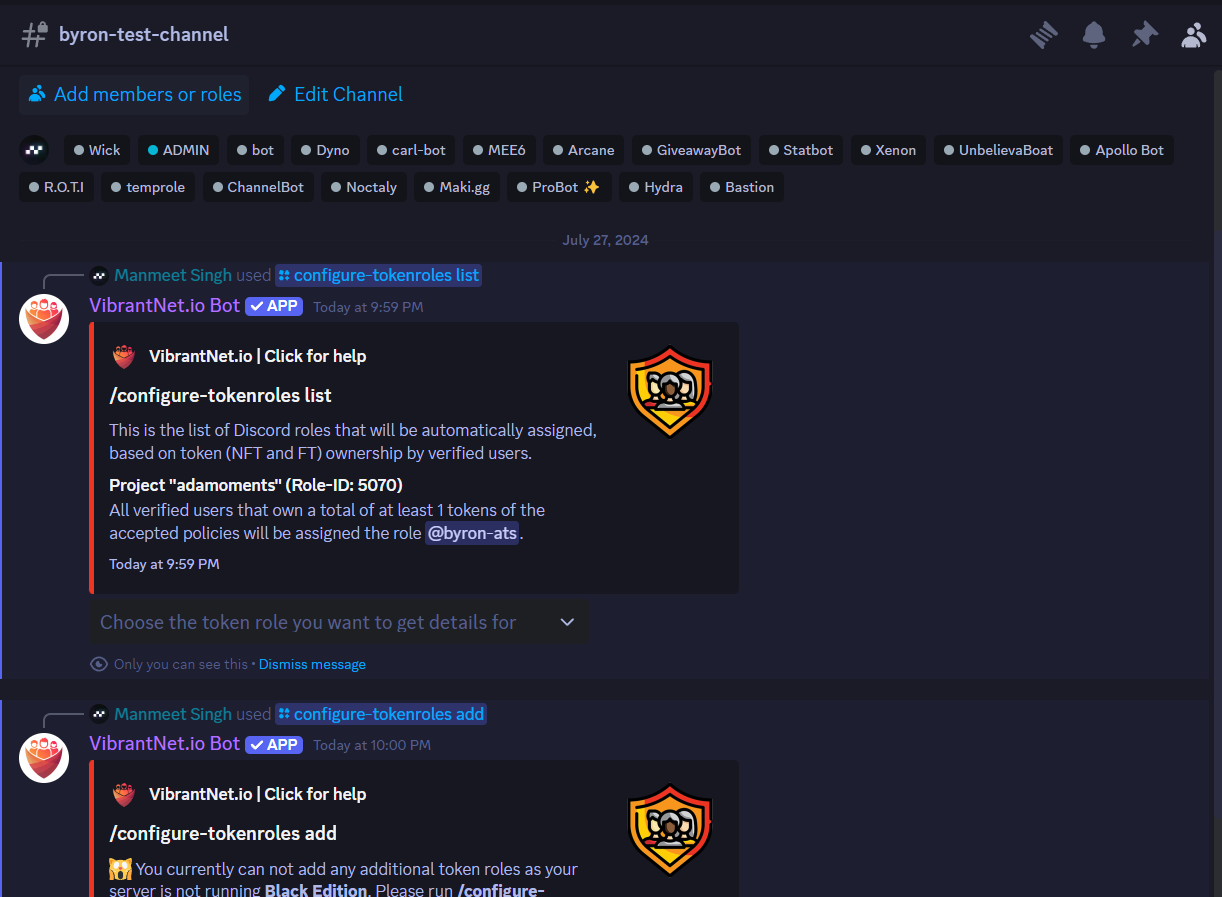 byron-test-channel
Add members or roles Edit Channel
Wick ADMIN bot Dyno carl-bot MEE6 Arcane GiveawayBot Statbot Xenon UnbelievaBoat Apollo Bot
R.O.T.I temprole ChannelBot Noctaly Maki.gg ProBot ✨ Hydra Bastion
July 27, 2024
Manmeet Singh used configure-tokenroles list
VibrantNet.io Bot ✓ APP Today at 9:59 PM
VibrantNet.io | Click for help
/configure-tokenroles list
This is the list of Discord roles that will be automatically assigned,
based on token (NFT and FT) ownership by verified users.
Project "adamoments" (Role-ID: 5070)
All verified users that own a total of at least 1 tokens of the
accepted policies will be assigned the role @byron-ats.
Today at 9:59 PM
Choose the token role you want to get details for
Only you can see this • Dismiss message
Manmeet Singh used configure-tokenroles add
VibrantNet.io Bot ✓ APP Today at 10:00 PM
VibrantNet.io | Click for help
/configure-tokenroles add
🙀 You currently can not add any additional token roles as your
server is not running Black Edition. Please run /configure-